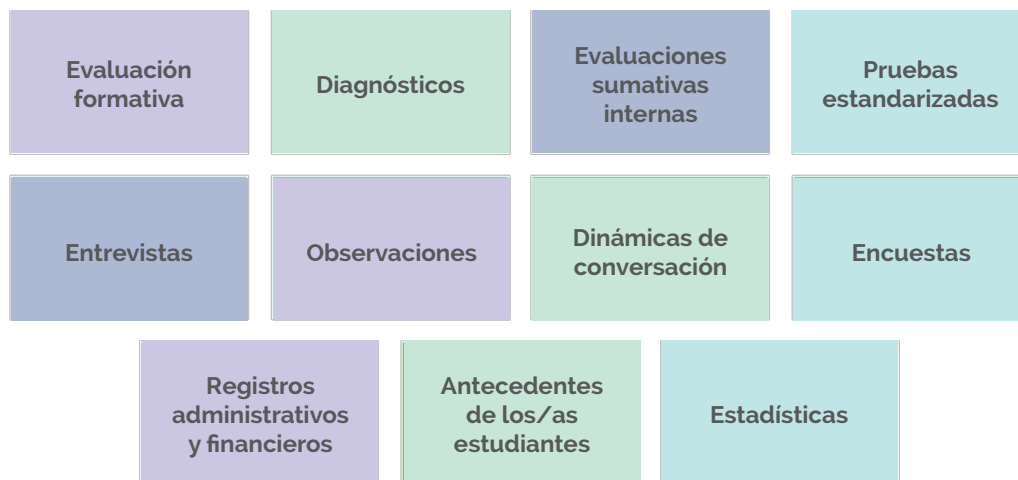 Evaluación
formativa
Diagnósticos
Evaluaciones
sumativas
internas
Pruebas
estandarizadas
Entrevistas
Observaciones
Dinámicas de
conversación
Encuestas
Registros
administrativos
y financieros
Antecedentes
de los/as
estudiantes
Estadísticas